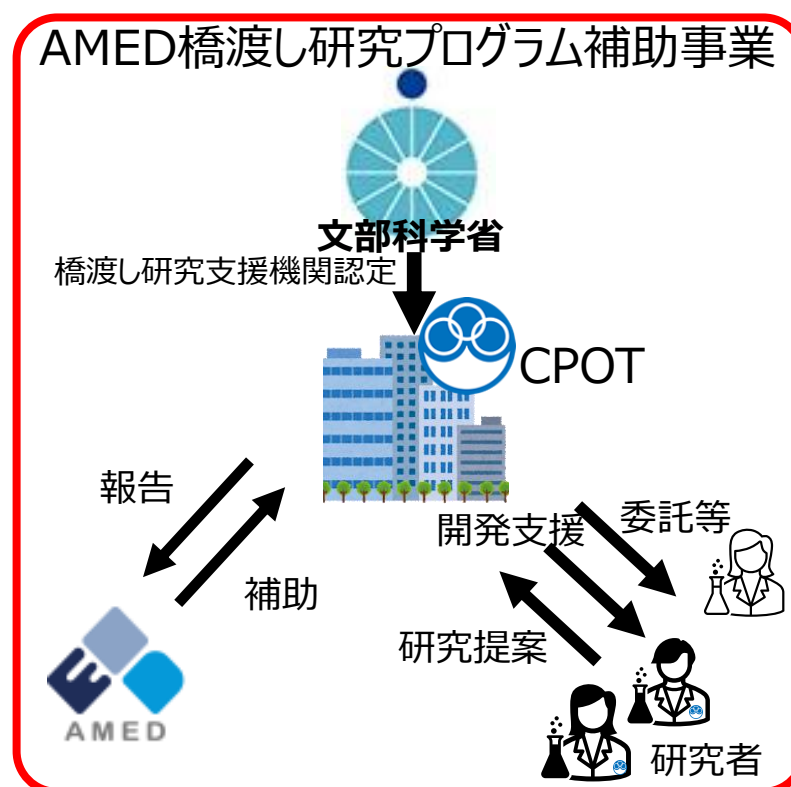 AMED橋渡し研究プログラム補助事業
文部科学省
橋渡し研究支援機関認定
CPOT
報告
補助
開発支援
委託等
研究提案
AMED
研究者